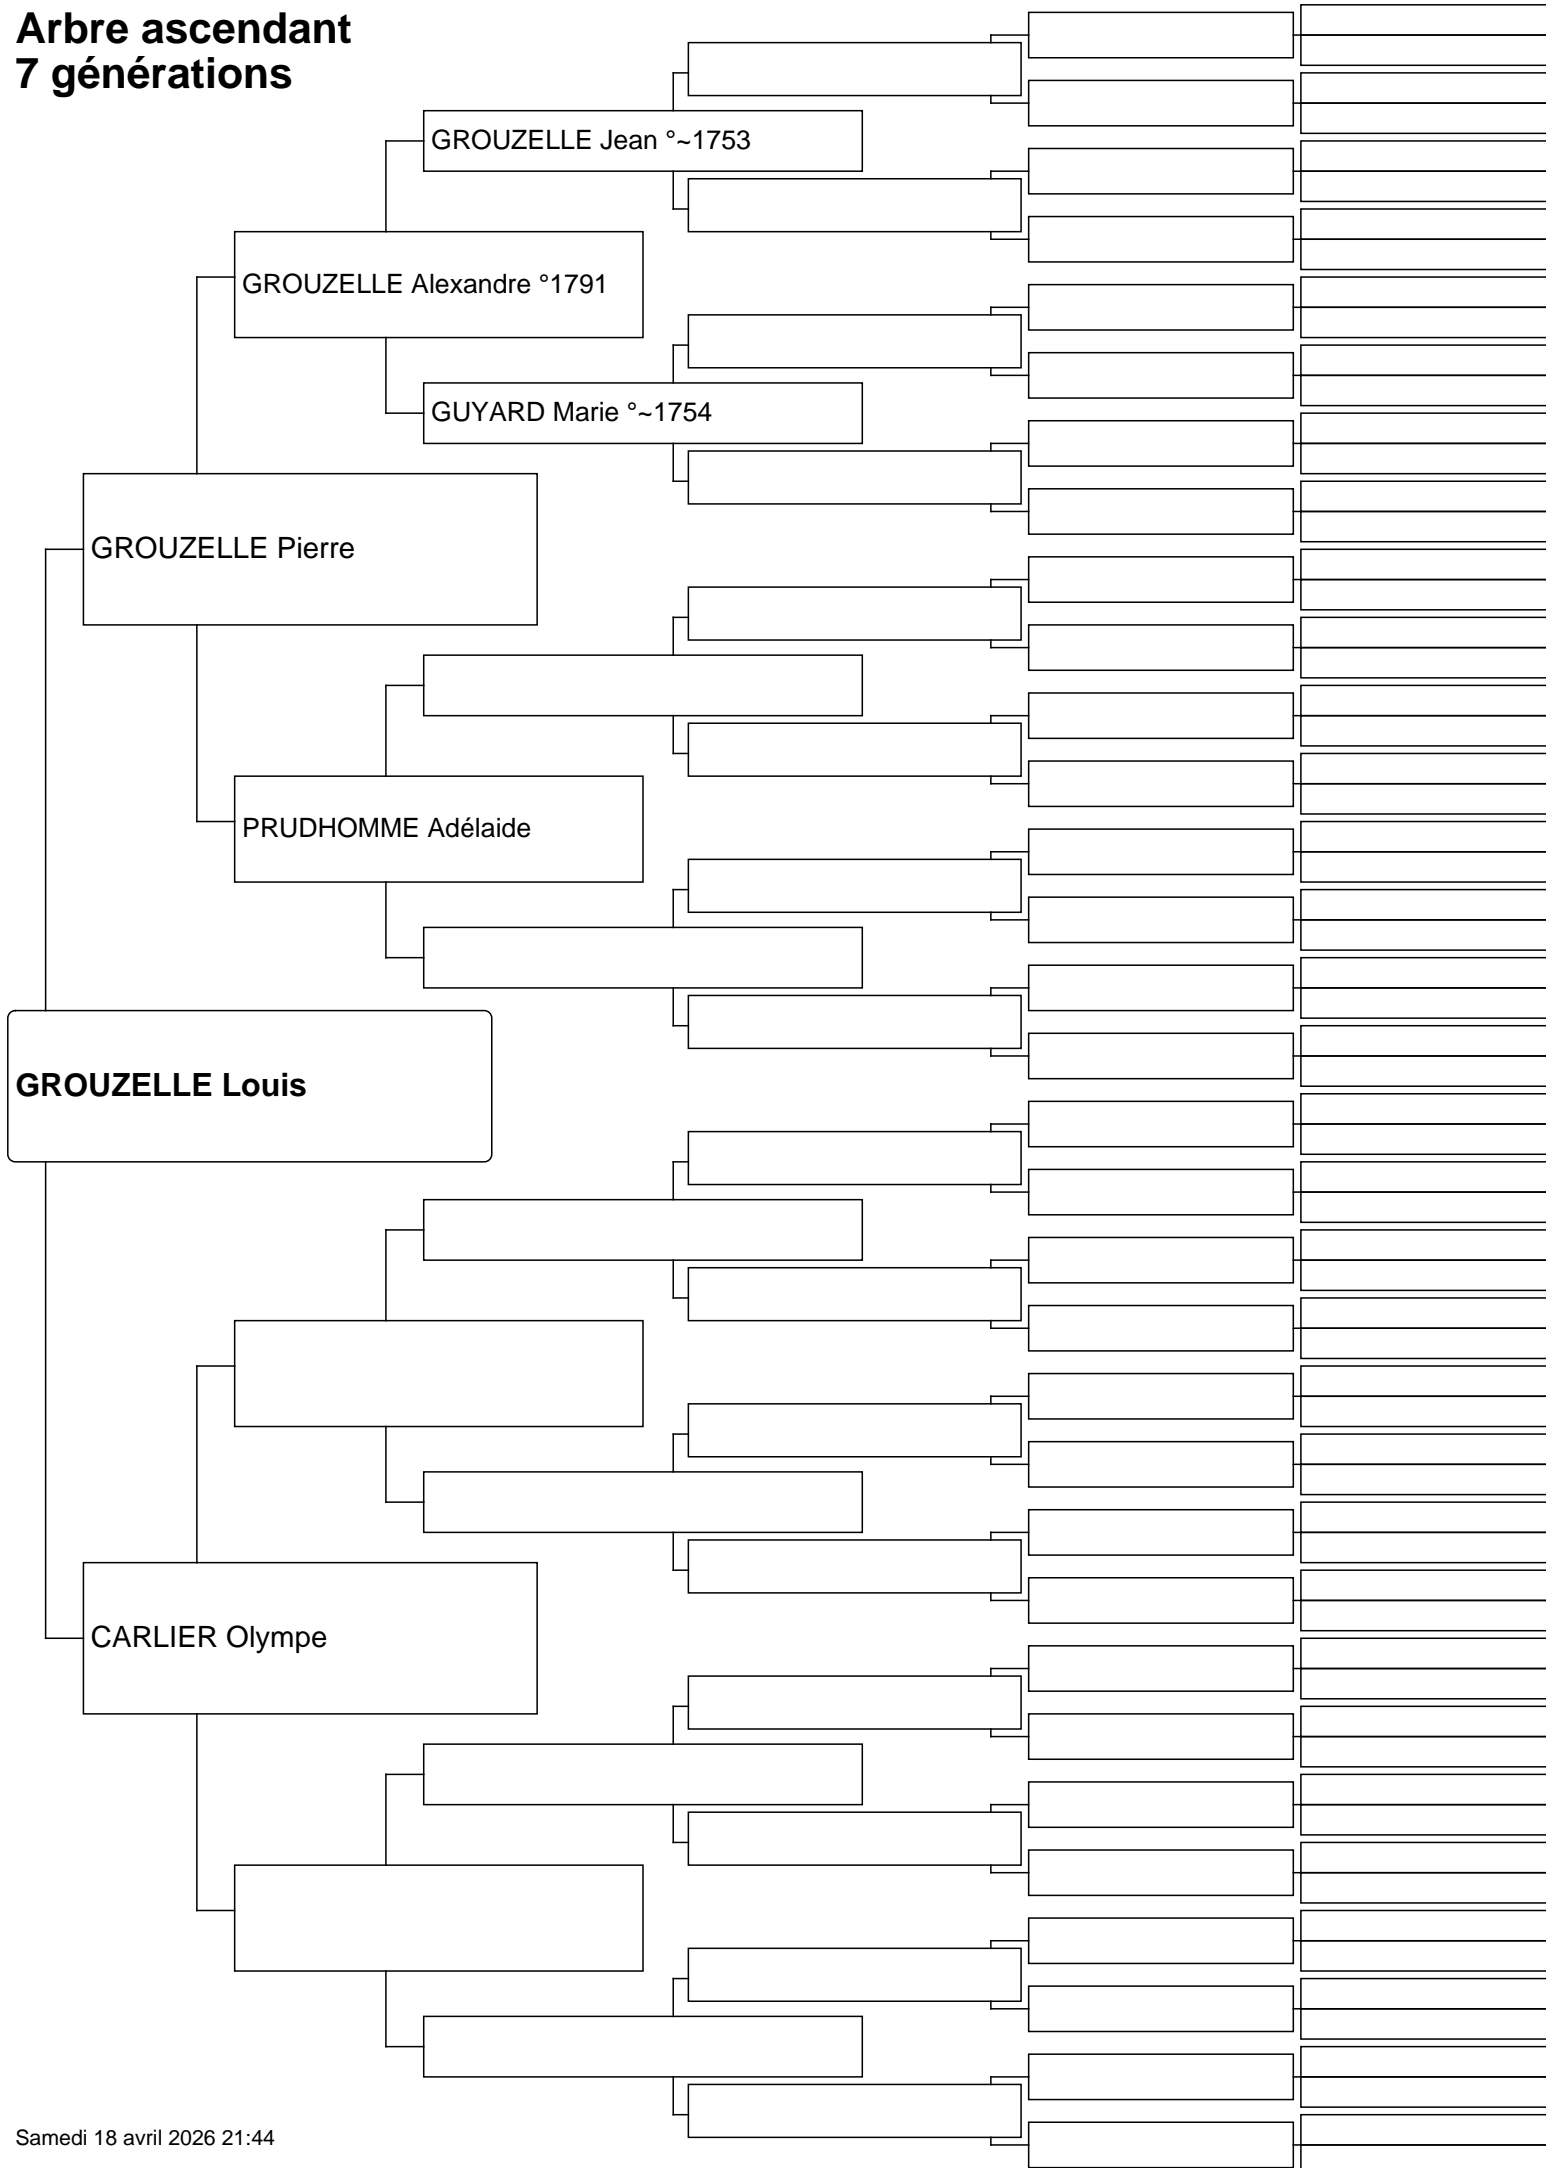 Arbre ascendant
7 générations
GROUZELLE Jean °~1753
GROUZELLE Alexandre °1791
GUYARD Marie °~1754
GROUZELLE Pierre
PRUDHOMME Adélaide
GROUZELLE Louis
CARLIER Olympe
Samedi 18 avril 2026 21:44